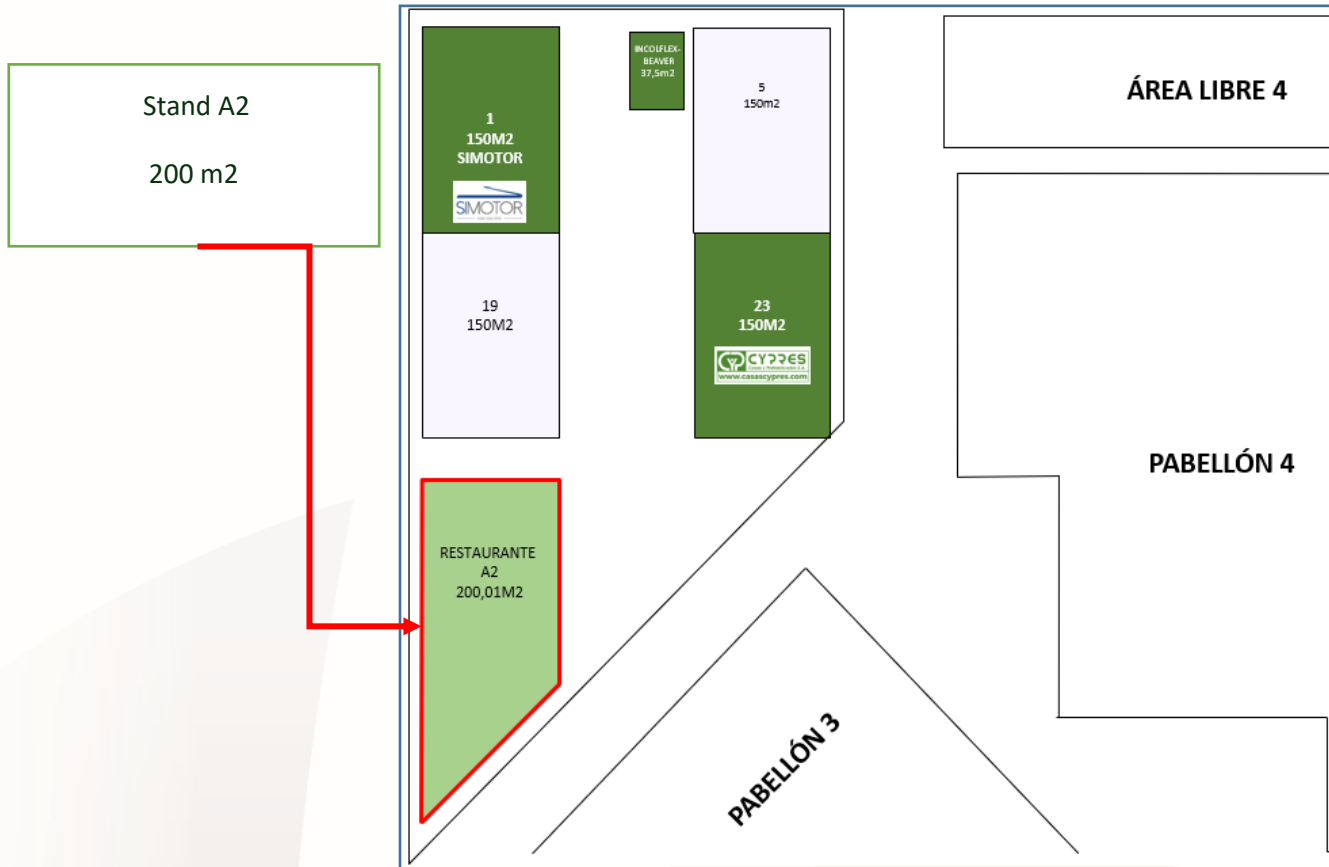 Stand A2
200 m2
1
150M2
SIMOTOR
SIMOTOR
INCOLFLEX-
BEAVER
37,5m2
5
150m2
ÁREA LIBRE 4
19
150M2
23
150M2
CYPRES
www.casascypres.com
PABELLÓN 4
RESTAURANTE
A2
200,01M2
PABELLÓN 3